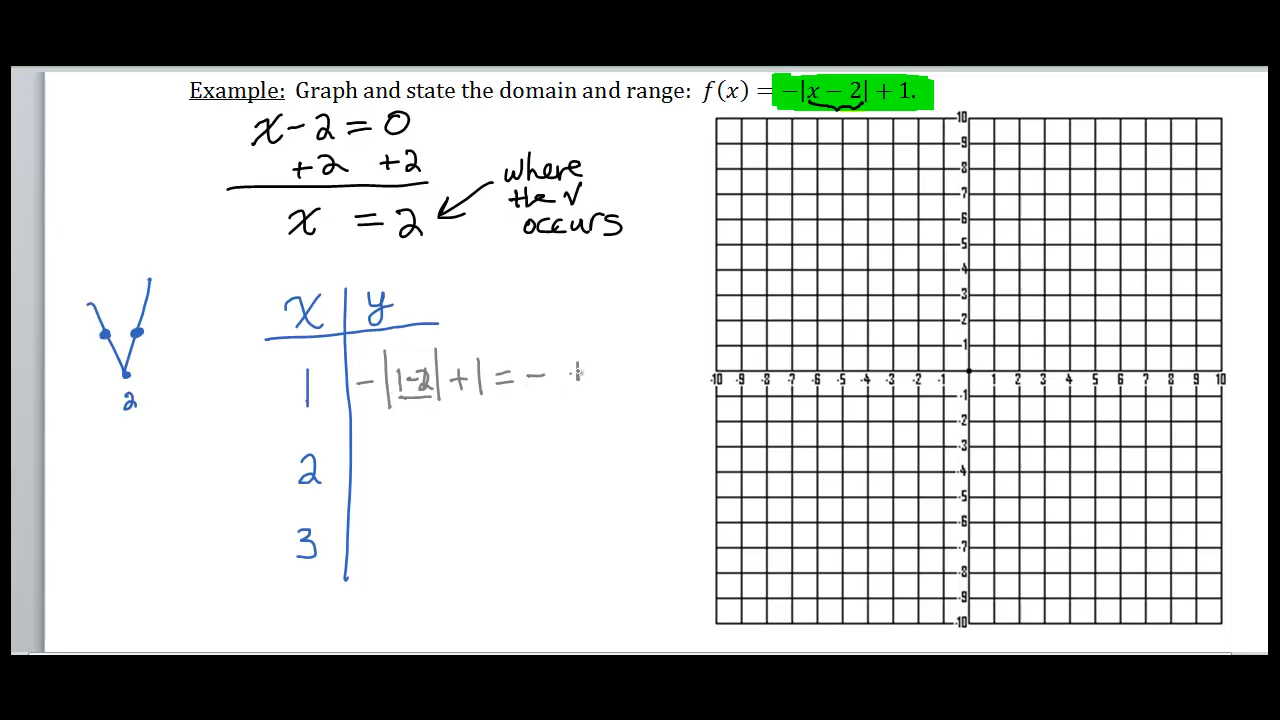 Example: Graph and state the domain and range: f(x) = −|x − 2| + 1.
x - 2 = 0
+2 +2
x = 2
where
the √
occurs
x y
1 -|1-2| + 1 = - +
2
3
2
10
9
8
7
6
5
4
3
2
1
-10 -9 -8 -7 -6 -5 -4 -3 -2 -1 1 2 3 4 5 6 7 8 9 10
-1
-2
-3
-4
-5
-6
-7
-8
-9
-10